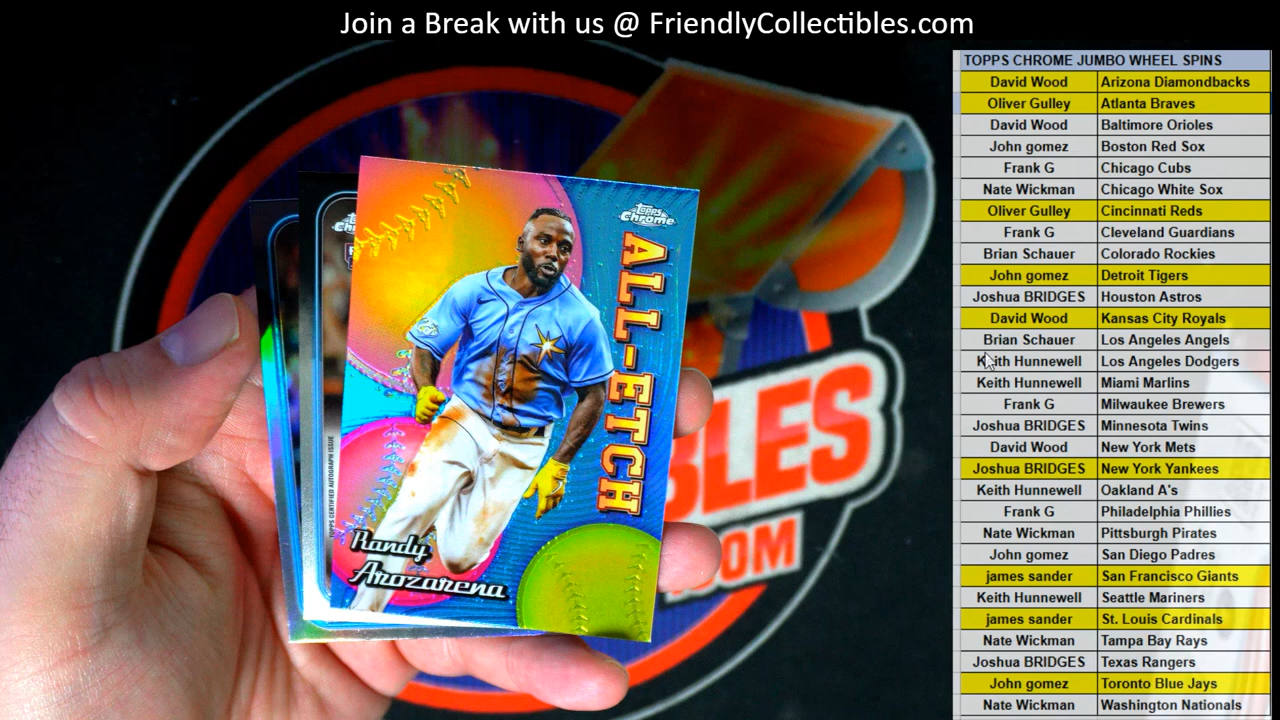 Join a Break with us @ FriendlyCollectibles.com
TOPPS CHROME JUMBO WHEEL SPINS
David Wood Arizona Diamondbacks
Oliver Gulley Atlanta Braves
David Wood Baltimore Orioles
John gomez Boston Red Sox
Frank G Chicago Cubs
Nate Wickman Chicago White Sox
Oliver Gulley Cincinnati Reds
Frank G Cleveland Guardians
Brian Schauer Colorado Rockies
John gomez Detroit Tigers
Joshua BRIDGES Houston Astros
David Wood Kansas City Royals
Brian Schauer Los Angeles Angels
Keith Hunnewell Los Angeles Dodgers
Keith Hunnewell Miami Marlins
Frank G Milwaukee Brewers
Joshua BRIDGES Minnesota Twins
David Wood New York Mets
Joshua BRIDGES New York Yankees
Keith Hunnewell Oakland A's
Frank G Philadelphia Phillies
Nate Wickman Pittsburgh Pirates
John gomez San Diego Padres
james sander San Francisco Giants
Keith Hunnewell Seattle Mariners
james sander St. Louis Cardinals
Nate Wickman Tampa Bay Rays
Joshua BRIDGES Texas Rangers
John gomez Toronto Blue Jays
Nate Wickman Washington Nationals
Topps
Chrome
ALL-ETCH
Randy
Arozarena
TOPPS CERTIFIED AUTOGRAPH ISSUE
BLES
.COM